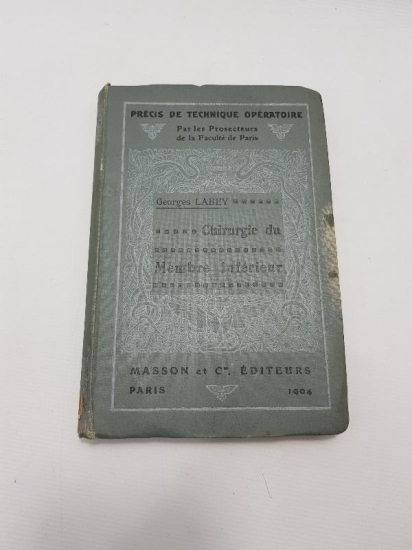 PRÉCIS DE TECHNIQUE OPÉRATOIRE
Par les Prosecteurs
de la Faculté de Paris
Georges LABEY
Chirurgie du
Membre Inférieur
MASSON et Cie, ÉDITEURS
PARIS 1904